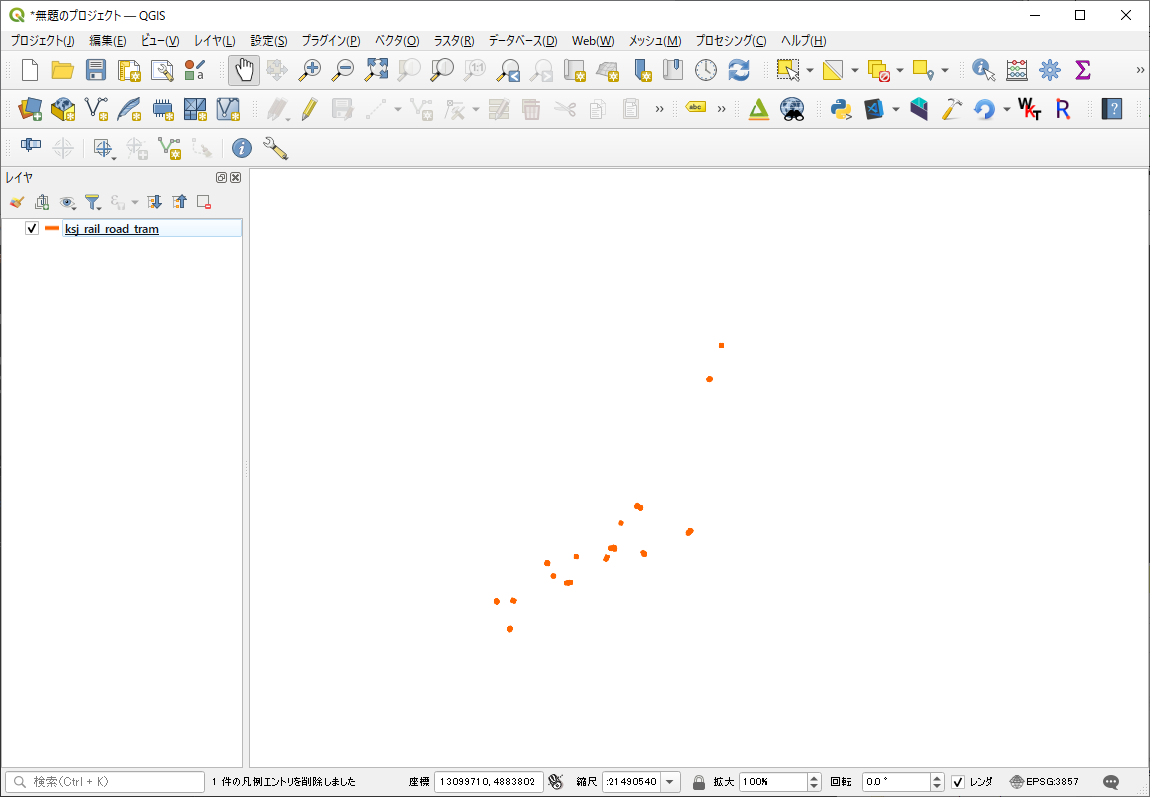 *無題のプロジェクト — QGIS
プロジェクト(J) 編集(E) ビュー(V) レイヤ(L) 設定(S) プラグイン(P) ベクタ(O) ラスタ(R) データベース(D) Web(W) メッシュ(M) プロセシング(C) ヘルプ(H)
a
1:1
»
» abc »
WKT R ?
レイヤ
ksj_rail_road_tram
検索(Ctrl + K) 1 件の凡例エントリを削除しました 座標 13099710, 4883802 縮尺 :21490540 拡大 100% 回転 0.0 ° レンダ EPSG:3857